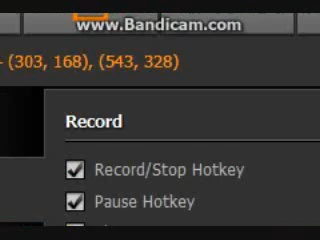 www.Bandicam.com
- (303, 168), (543, 328)
Record
Record/Stop Hotkey
Pause Hotkey